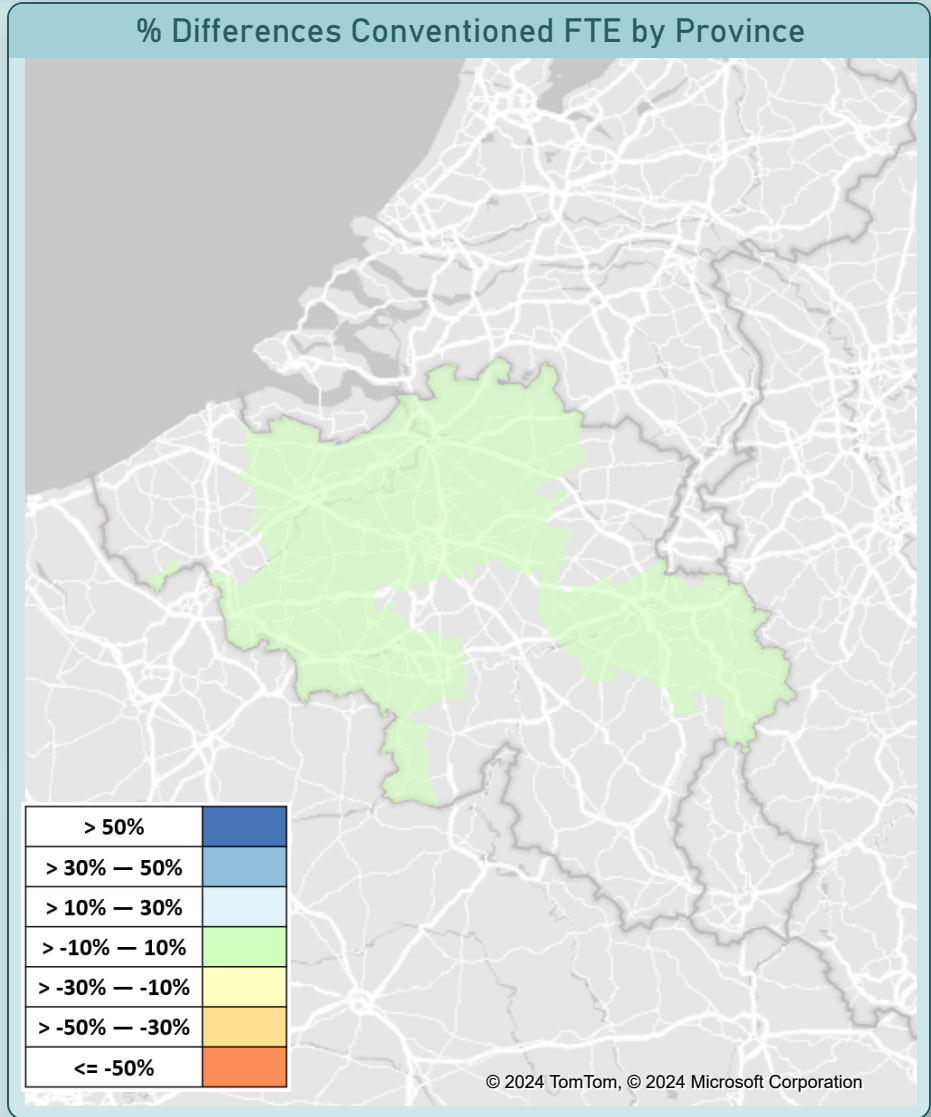 % Differences Conventioned FTE by Province
> 50%
> 30% — 50%
> 10% — 30%
> -10% — 10%
> -30% — -10%
> -50% — -30%
<= -50%
© 2024 TomTom, © 2024 Microsoft Corporation